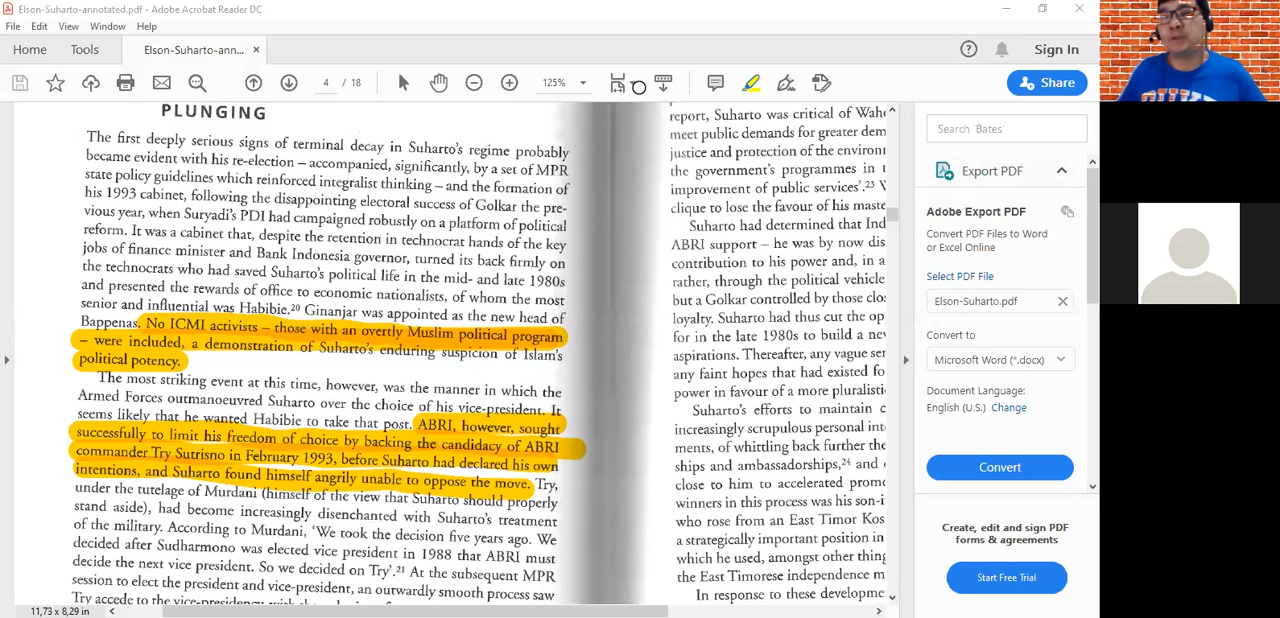 Elson-Suharto-annotated.pdf - Adobe Acrobat Reader DC
File Edit View Window Help
Home Tools Elson-Suharto-ann... × Sign In
4 / 18 125% Share
PLUNGING
The first deeply serious signs of terminal decay in Suharto's regime probably
became evident with his re-election – accompanied, significantly, by a set of MPR
state policy guidelines which reinforced integralist thinking – and the formation of
his 1993 cabinet, following the disappointing electoral success of Golkar the pre-
vious year, when Suryadi's PDI had campaigned robustly on a platform of political
reform. It was a cabinet that, despite the retention in technocrat hands of the key
jobs of finance minister and Bank Indonesia governor, turned its back firmly on
the technocrats who had saved Suharto's political life in the mid- and late 1980s
and presented the rewards of office to economic nationalists, of whom the most
senior and influential was Habibie.20 Ginanjar was appointed as the new head of
Bappenas. No ICMI activists – those with an overtly Muslim political program
– were included, a demonstration of Suharto's enduring suspicion of Islam's
political potency.
The most striking event at this time, however, was the manner in which the
Armed Forces outmanoeuvred Suharto over the choice of his vice-president. It
seems likely that he wanted Habibie to take that post. ABRI, however, sought
successfully to limit his freedom of choice by backing the candidacy of ABRI
commander Try Sutrisno in February 1993, before Suharto had declared his own
intentions, and Suharto found himself angrily unable to oppose the move. Try,
under the tutelage of Murdani (himself of the view that Suharto should properly
stand aside), had become increasingly disenchanted with Suharto's treatment
of the military. According to Murdani, 'We took the decision five years ago. We
decided after Sudharmono was elected vice president in 1988 that ABRI must
decide the next vice president. So we decided on Try'.21 At the subsequent MPR
session to elect the president and vice-president, an outwardly smooth process saw
Try accede to the vice-presidency with
report, Suharto was critical of Wah
meet public demands for greater dem
justice and protection of the environ
the government's programmes in
improvement of public services'.23
clique to lose the favour of his maste
Suharto had determined that Ind
ABRI support – he was by now dis
contribution to his power and, in a
rather, through the political vehicle
but a Golkar controlled by those clo
loyalty. Suharto had thus cut the op
for in the late 1980s to build a new
aspirations. Thereafter, any vague ser
any faint hopes that had existed fo
power in favour of a more pluralisti
Suharto's efforts to maintain c
increasingly scrupulous personal inte
ments, of whittling back further the
ships and ambassadorships,24 and
close to him to accelerated promo
winners in this process was his son-i
who rose from an East Timor Kos
a strategically important position in
which he used, amongst other thing
the East Timorese independence m
In response to these developme
Search 'Bates'
Export PDF
Adobe Export PDF
Convert PDF Files to Word
or Excel Online
Select PDF File
Elson-Suharto.pdf ×
Convert to
Microsoft Word (*.docx)
Document Language:
English (U.S.) Change
Convert
Create, edit and sign PDF
forms & agreements
Start Free Trial
11,73 x 8,29 in